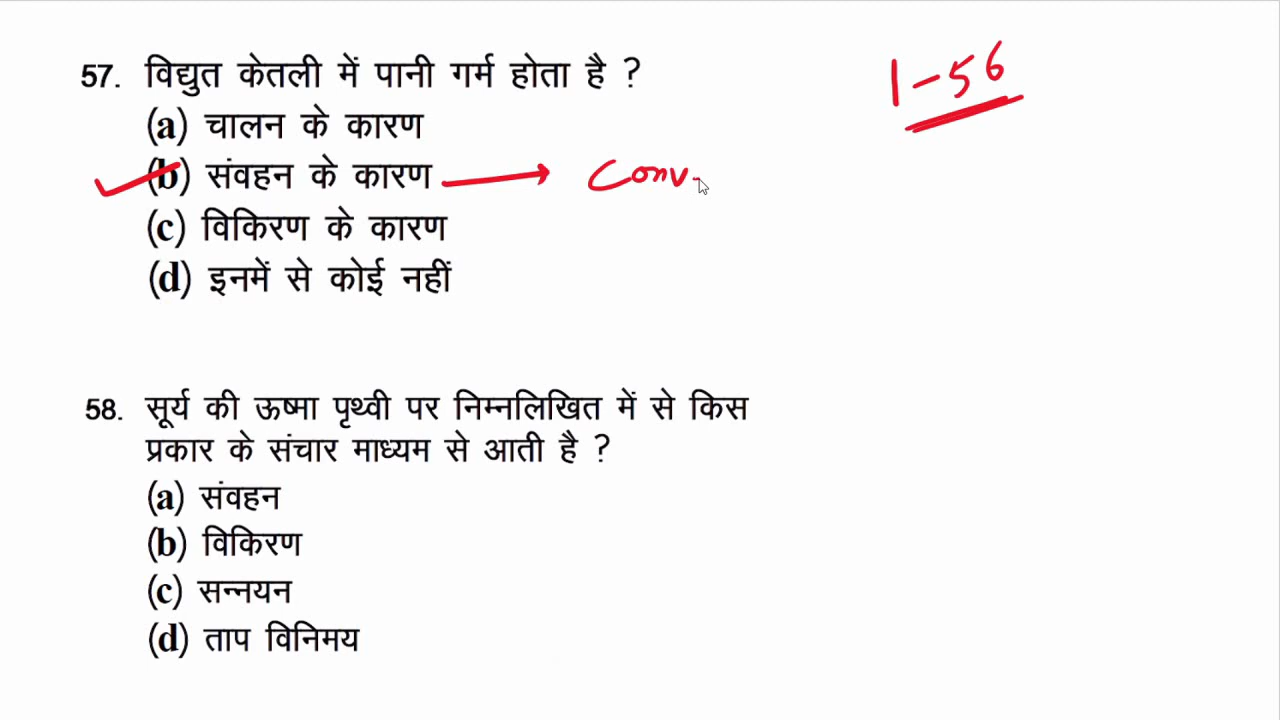 57. विद्युत केतली में पानी गर्म होता है ?
1-56
(a) चालन के कारण
(b) संवहन के कारण → Conv
(c) विकिरण के कारण
(d) इनमें से कोई नहीं
58. सूर्य की ऊष्मा पृथ्वी पर निम्नलिखित में से किस
प्रकार के संचार माध्यम से आती है ?
(a) संवहन
(b) विकिरण
(c) सन्नयन
(d) ताप विनिमय